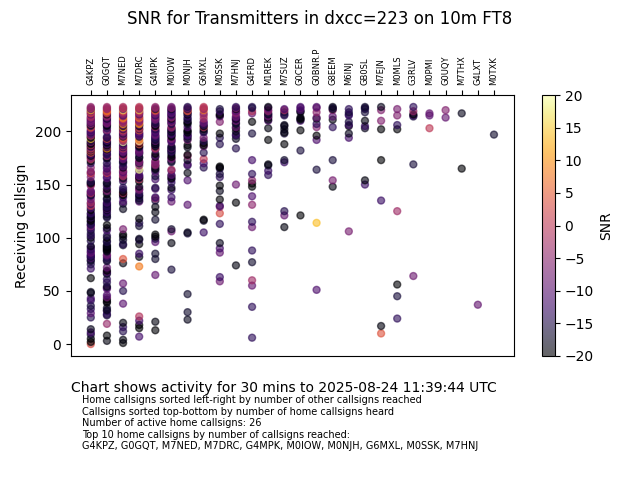 SNR for Transmitters in dxcc=223 on 10m FT8
G4KPZ G0GQT M7NED M7DRC G4MPK M0IOW M0NJH G6MXL M0SSK M7HNJ G4FRD M1REK M7SUZ G0CER G0BNR.P G8EEM M6INJ GB0SL M7EJN M0MLS G3RLV M0PMI G0UQY M7THX G4LXT M0TXK
Receiving callsign
200
150
100
50
0
20
15
10
5
0
−5
−10
−15
−20
SNR
Chart shows activity for 30 mins to 2025-08-24 11:39:44 UTC
Home callsigns sorted left-right by number of other callsigns reached
Callsigns sorted top-bottom by number of home callsigns heard
Number of active home callsigns: 26
Top 10 home callsigns by number of callsigns reached:
G4KPZ, G0GQT, M7NED, M7DRC, G4MPK, M0IOW, M0NJH, G6MXL, M0SSK, M7HNJ